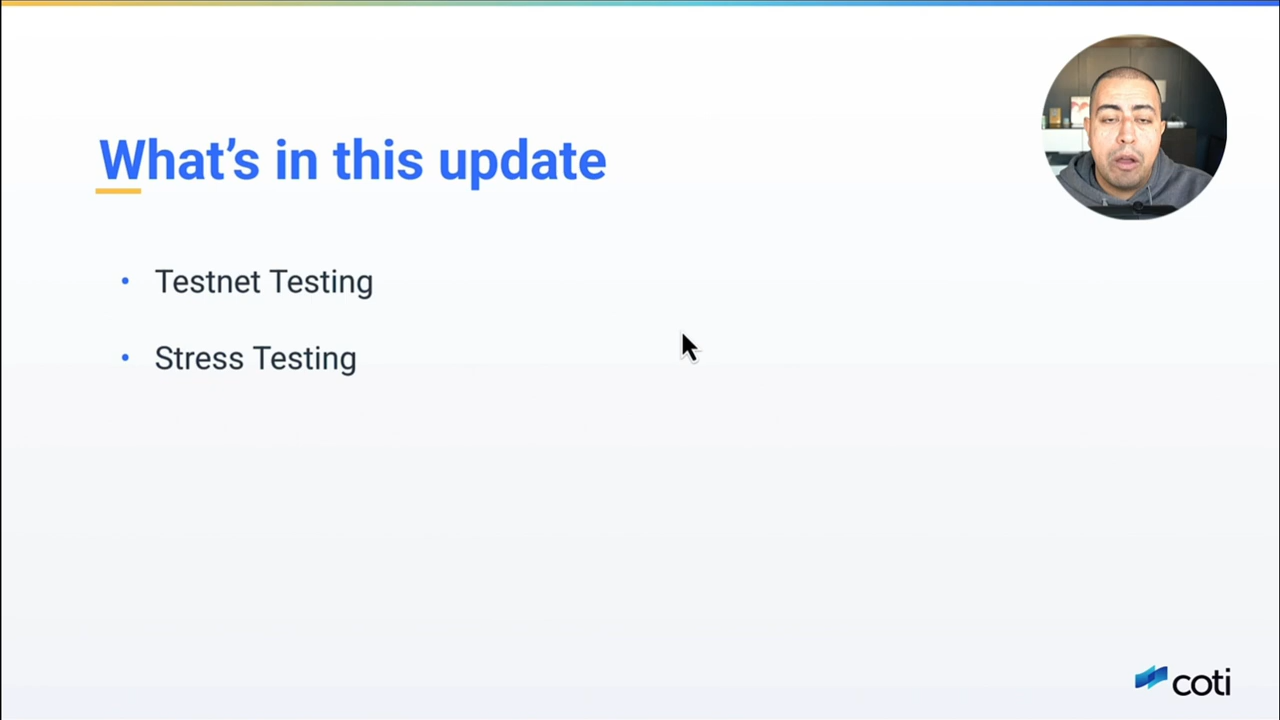 What’s in this update
• Testnet Testing
• Stress Testing
coti